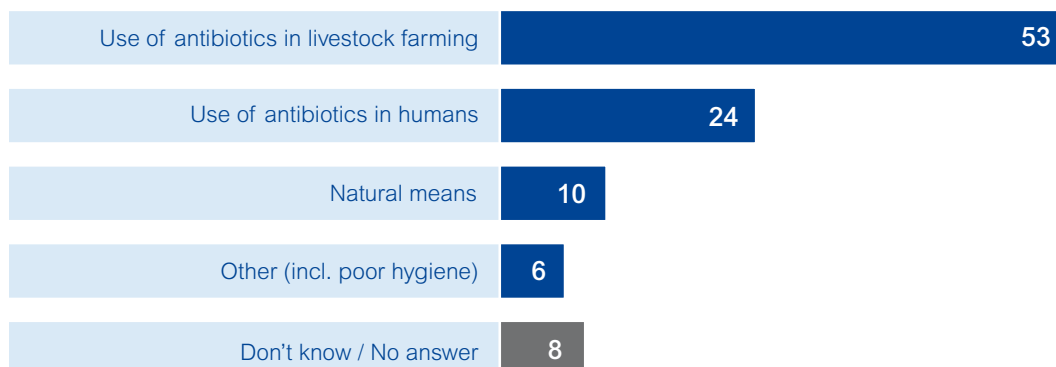 Use of antibiotics in livestock farming 53
Use of antibiotics in humans 24
Natural means 10
Other (incl. poor hygiene) 6
Don't know / No answer 8